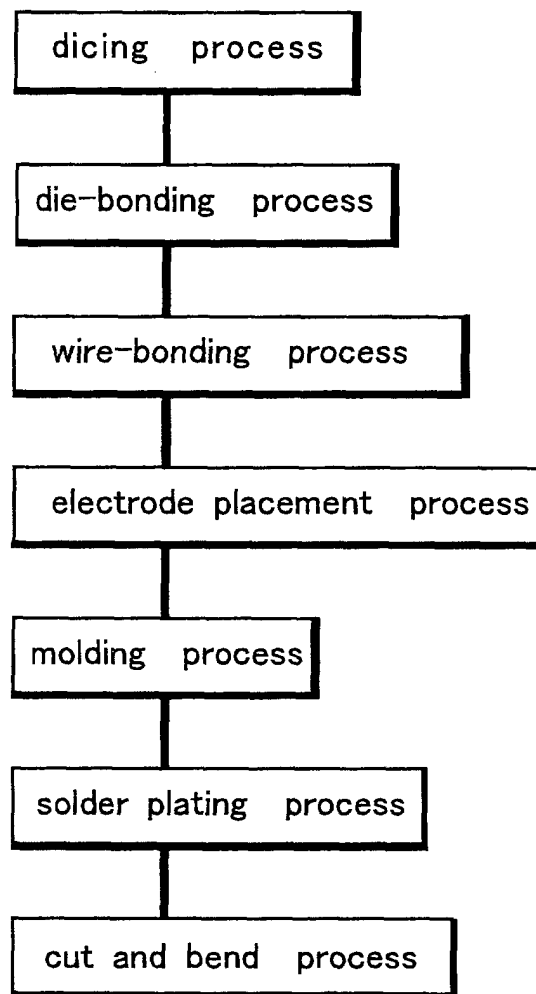 dicing process
die-bonding process
wire-bonding process
electrode placement process
molding process
solder plating process
cut and bend process